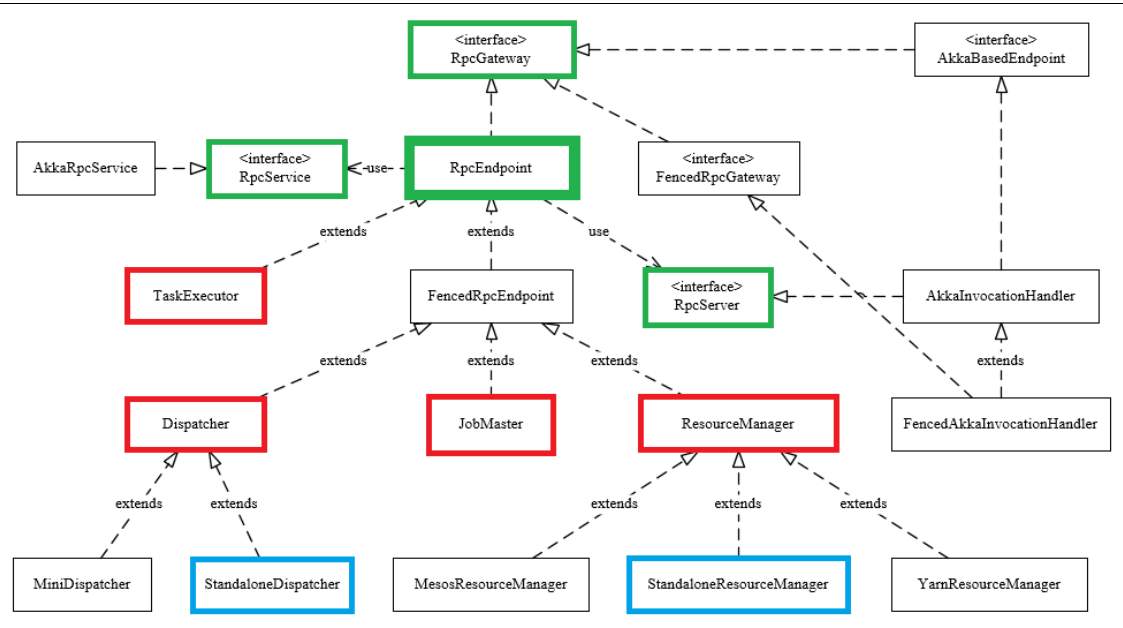 <interface>
RpcGateway
<interface>
AkkaBasedEndpoint
AkkaRpcService
<interface>
RpcService
use
RpcEndpoint
<interface>
FencedRpcGateway
extends
extends
use
TaskExecutor
FencedRpcEndpoint
<interface>
RpcServer
AkkaInvocationHandler
extends
extends
extends
extends
Dispatcher
JobMaster
ResourceManager
FencedAkkaInvocationHandler
extends
extends
extends
extends
extends
MiniDispatcher
StandaloneDispatcher
MesosResourceManager
StandaloneResourceManager
YarnResourceManager